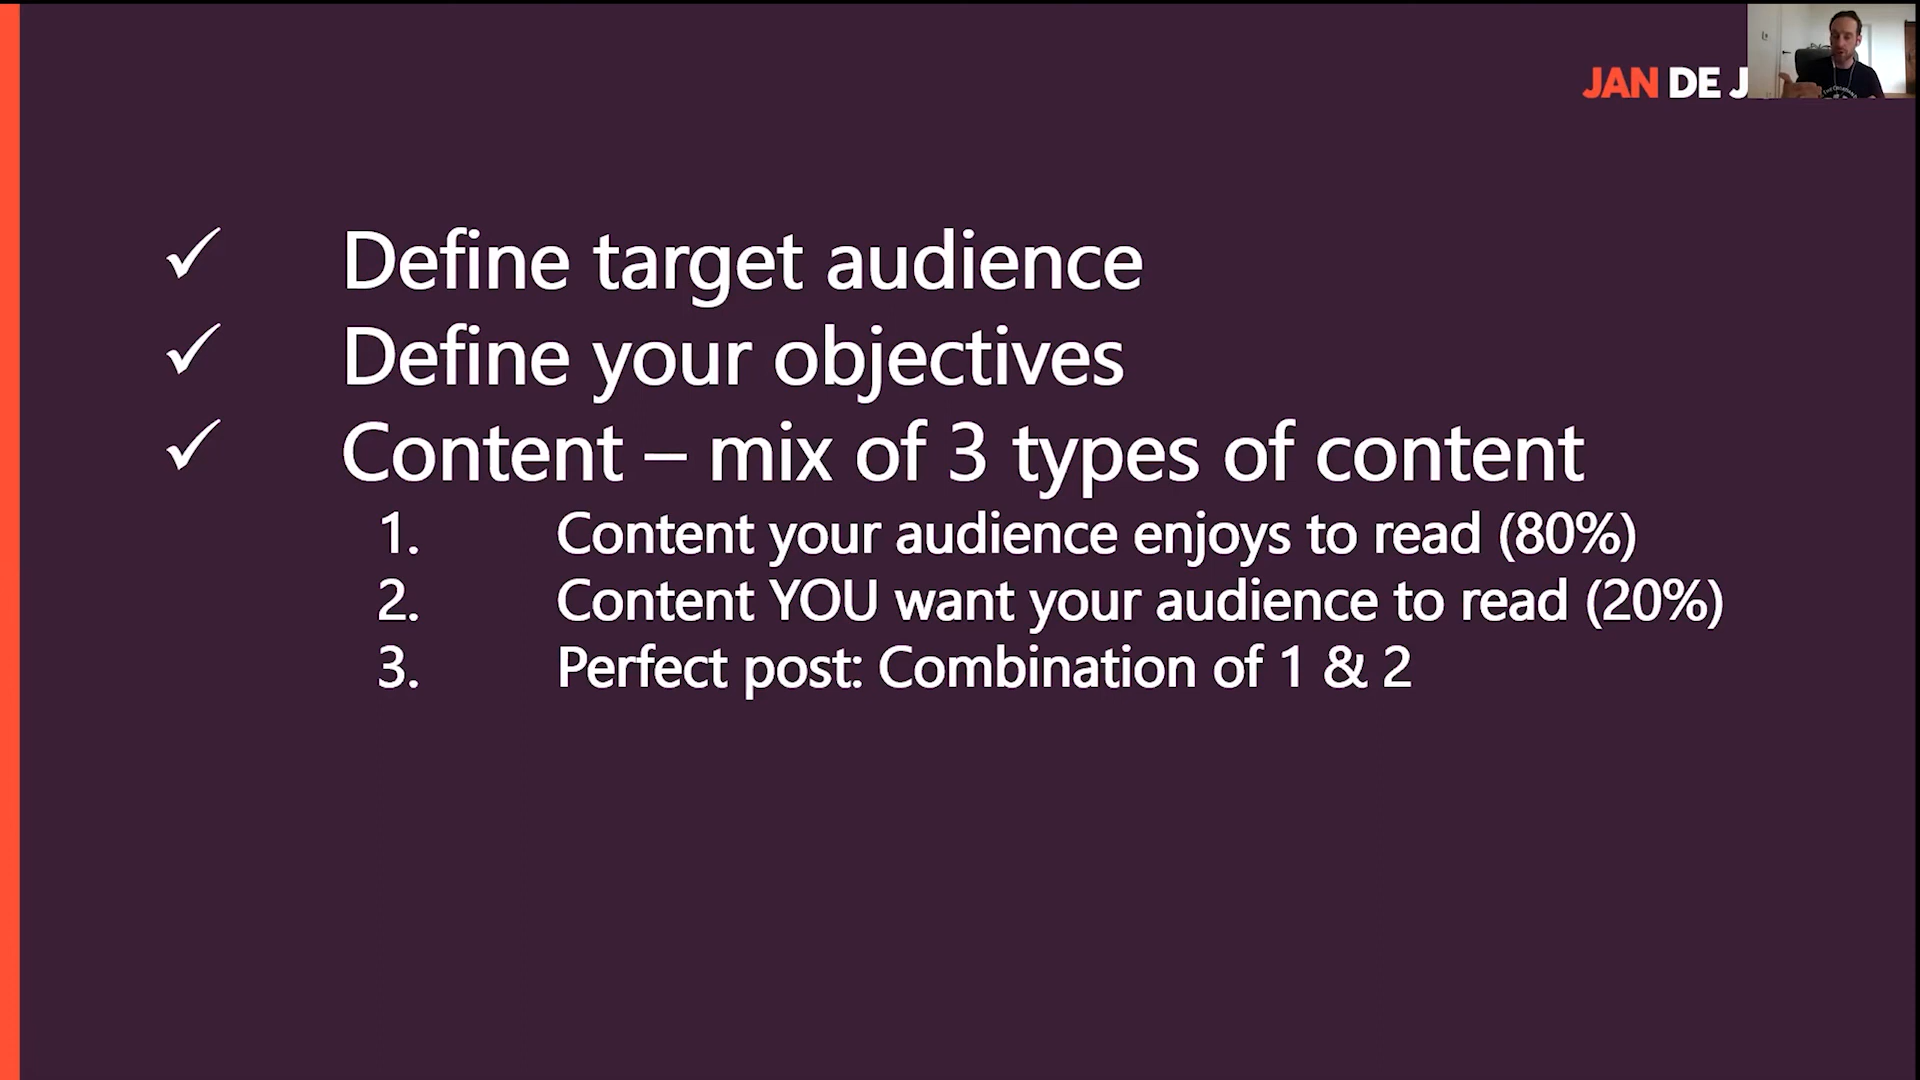 JAN DE J
✓ Define target audience
✓ Define your objectives
✓ Content – mix of 3 types of content
1. Content your audience enjoys to read (80%)
2. Content YOU want your audience to read (20%)
3. Perfect post: Combination of 1 & 2